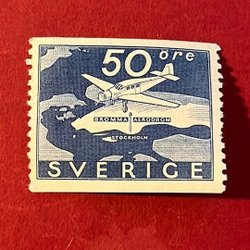 50 öre
BROMMA AERODROM
STOCKHOLM
SVERIGE